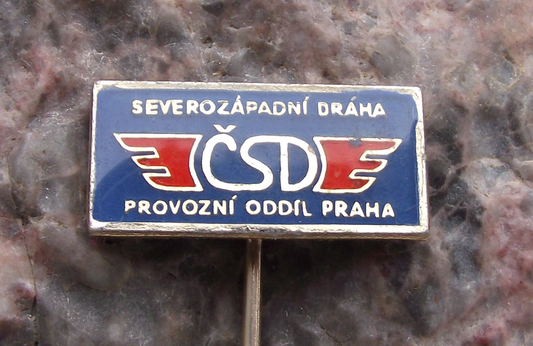 SEVEROZÁPADNÍ DRÁHA
ČSD
PROVOZNÍ ODDÍL PRAHA